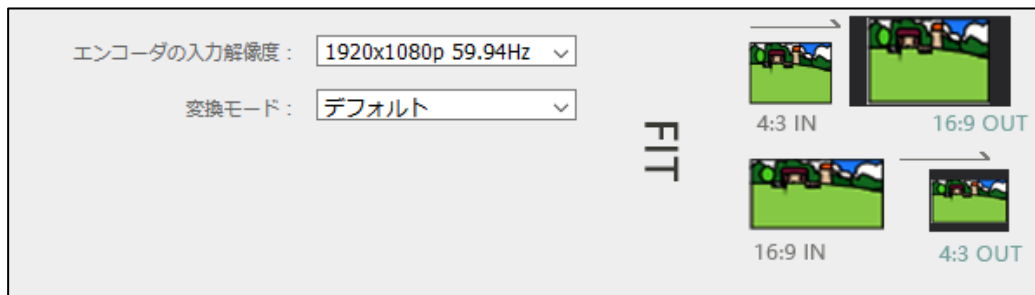 エンコーダの入力解像度 : 1920x1080p 59.94Hz
変換モード : デフォルト
FIT
4:3 IN 16:9 OUT
16:9 IN 4:3 OUT